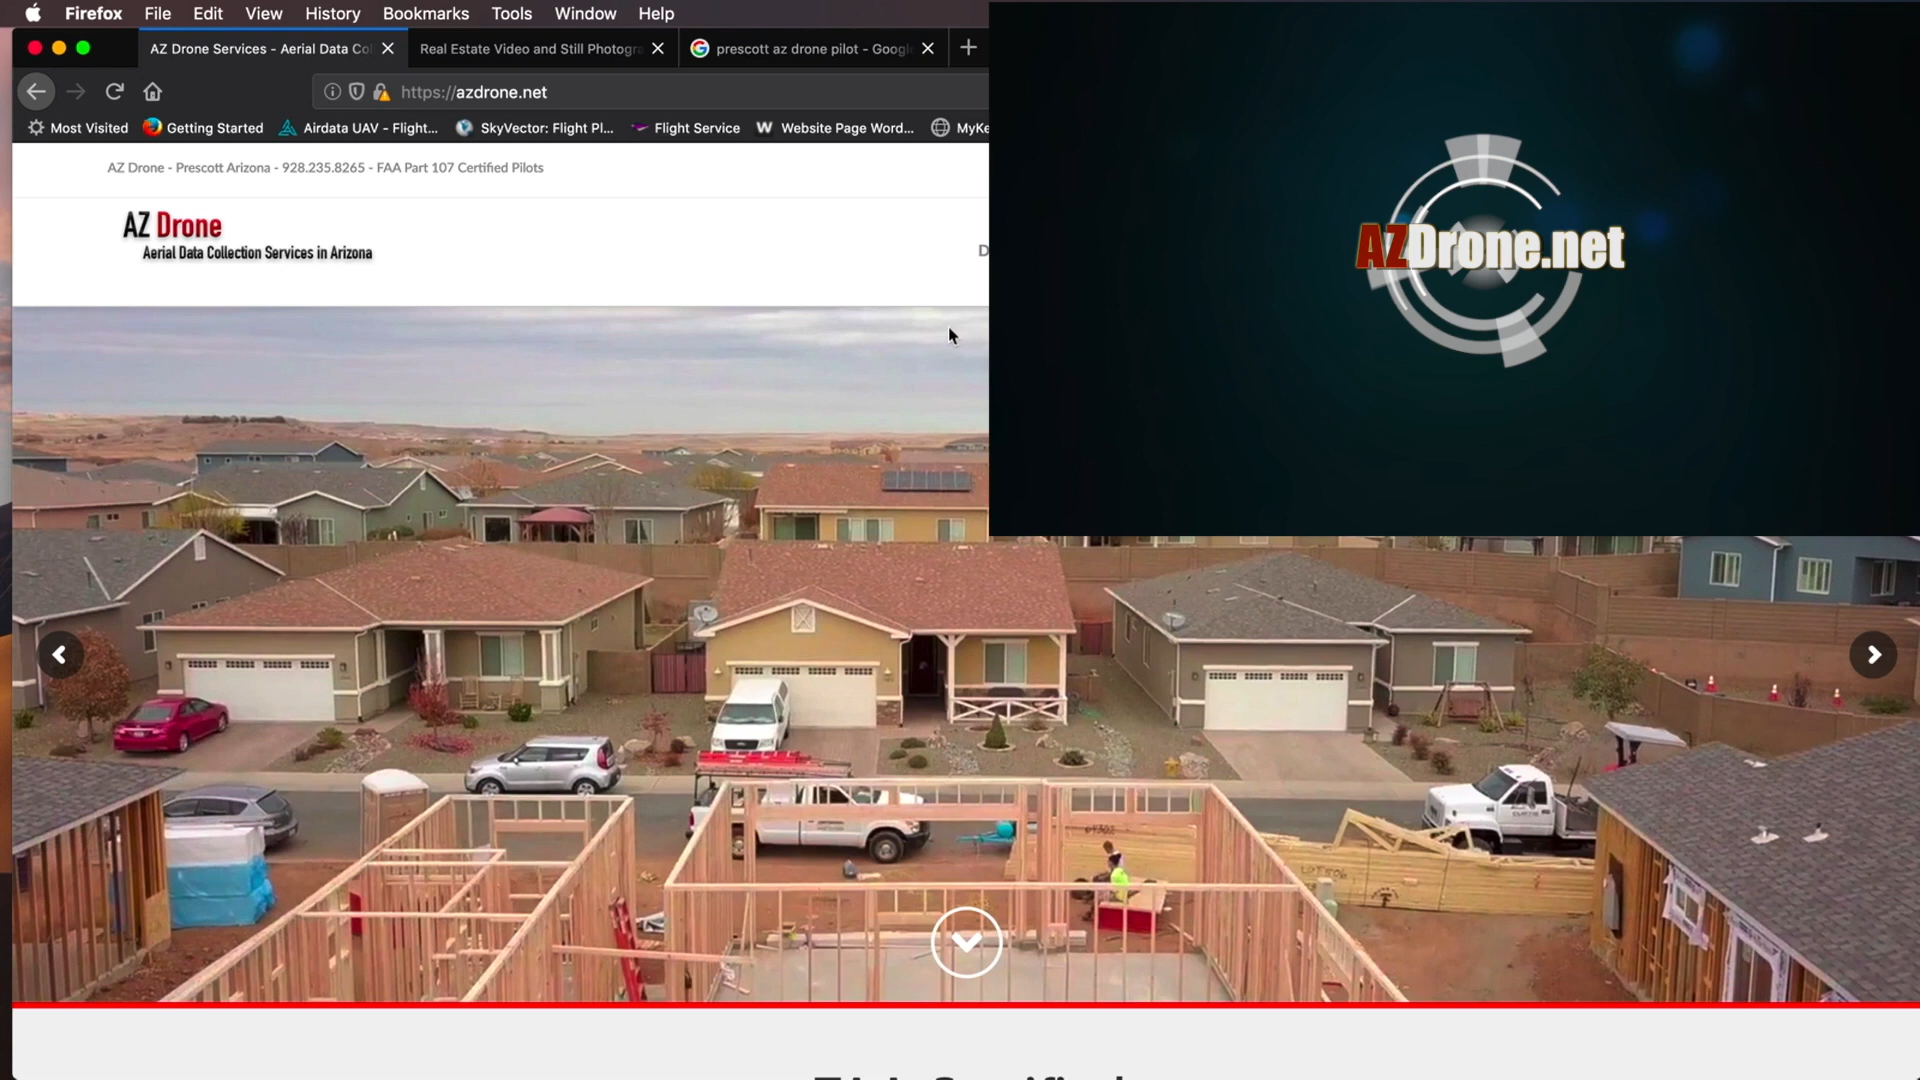 Firefox File Edit View History Bookmarks Tools Window Help
AZ Drone Services - Aerial Data Co
Real Estate Video and Still Photogra
prescott az drone pilot - Google
https://azdrone.net
Most Visited Getting Started Airdata UAV - Flight... SkyVector: Flight Pl... Flight Service Website Page Word... MyKe
AZ Drone - Prescott Arizona - 928.235.8265 - FAA Part 107 Certified Pilots
AZ Drone
Aerial Data Collection Services in Arizona
D
AZDrone.net